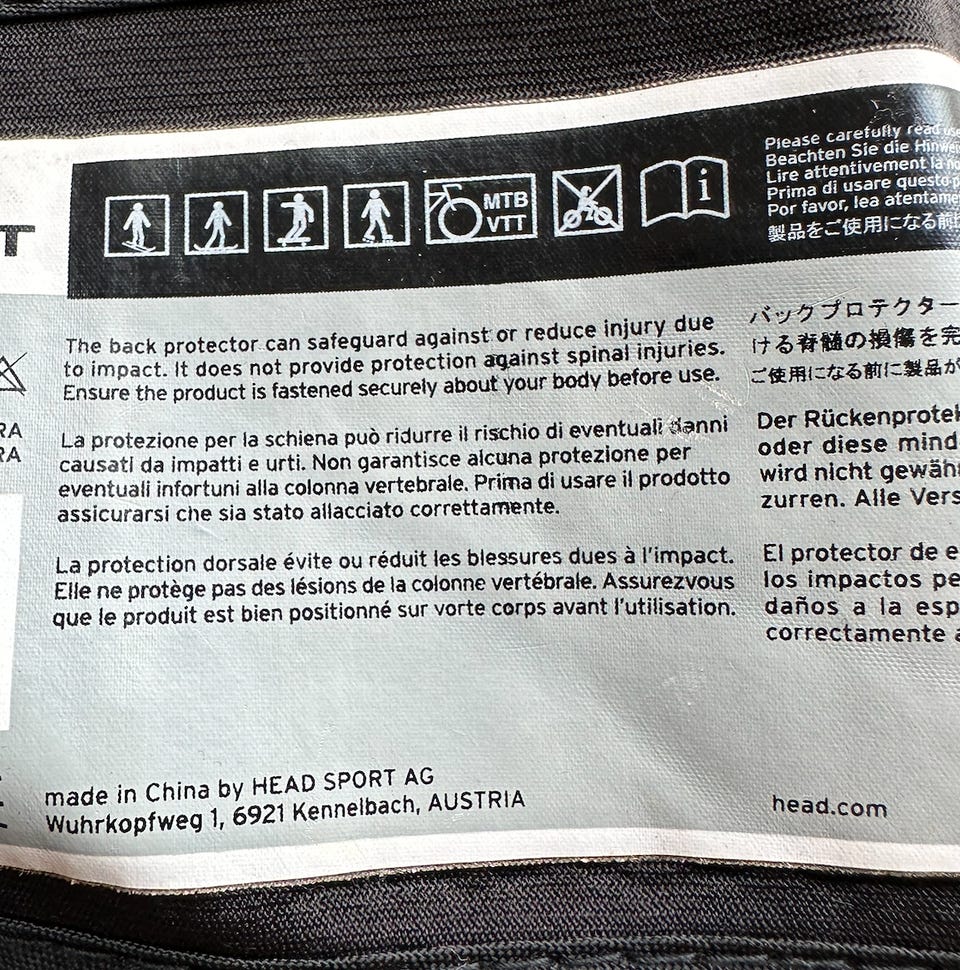 T
MTB
VTT
i
Please carefully read
Beachten Sie die
Lire attentivement la
Prima di usare questo
Por favor, lea
製品をご使用になる前
RA
RA
The back protector can safeguard against or reduce injury due
to impact. It does not provide protection against spinal injuries.
Ensure the product is fastened securely about your body before use.
La protezione per la schiena può ridurre il rischio di eventuali danni
causati da impatti e urti. Non garantisce alcuna protezione per
eventuali infortuni alla colonna vertebrale. Prima di usare il prodotto
assicurarsi che sia stato allacciato correttamente.
La protection dorsale évite ou réduit les blessures dues à l'impact.
Elle ne protège pas des lésions de la colonne vertébrale. Assurezvous
que le produit est bien positionné sur vorte corps avant l'utilisation.
バックプロテクター
ける脊髄の損傷を完
ご使用になる前に製品が
Der Rückenprotek
oder diese mind
wird nicht gewäh
zurren. Alle Vers
El protector de e
los impactos pe
daños a la esp
correctamente a
made in China by HEAD SPORT AG
Wuhrkopfweg 1, 6921 Kennelbach, AUSTRIA
head.com